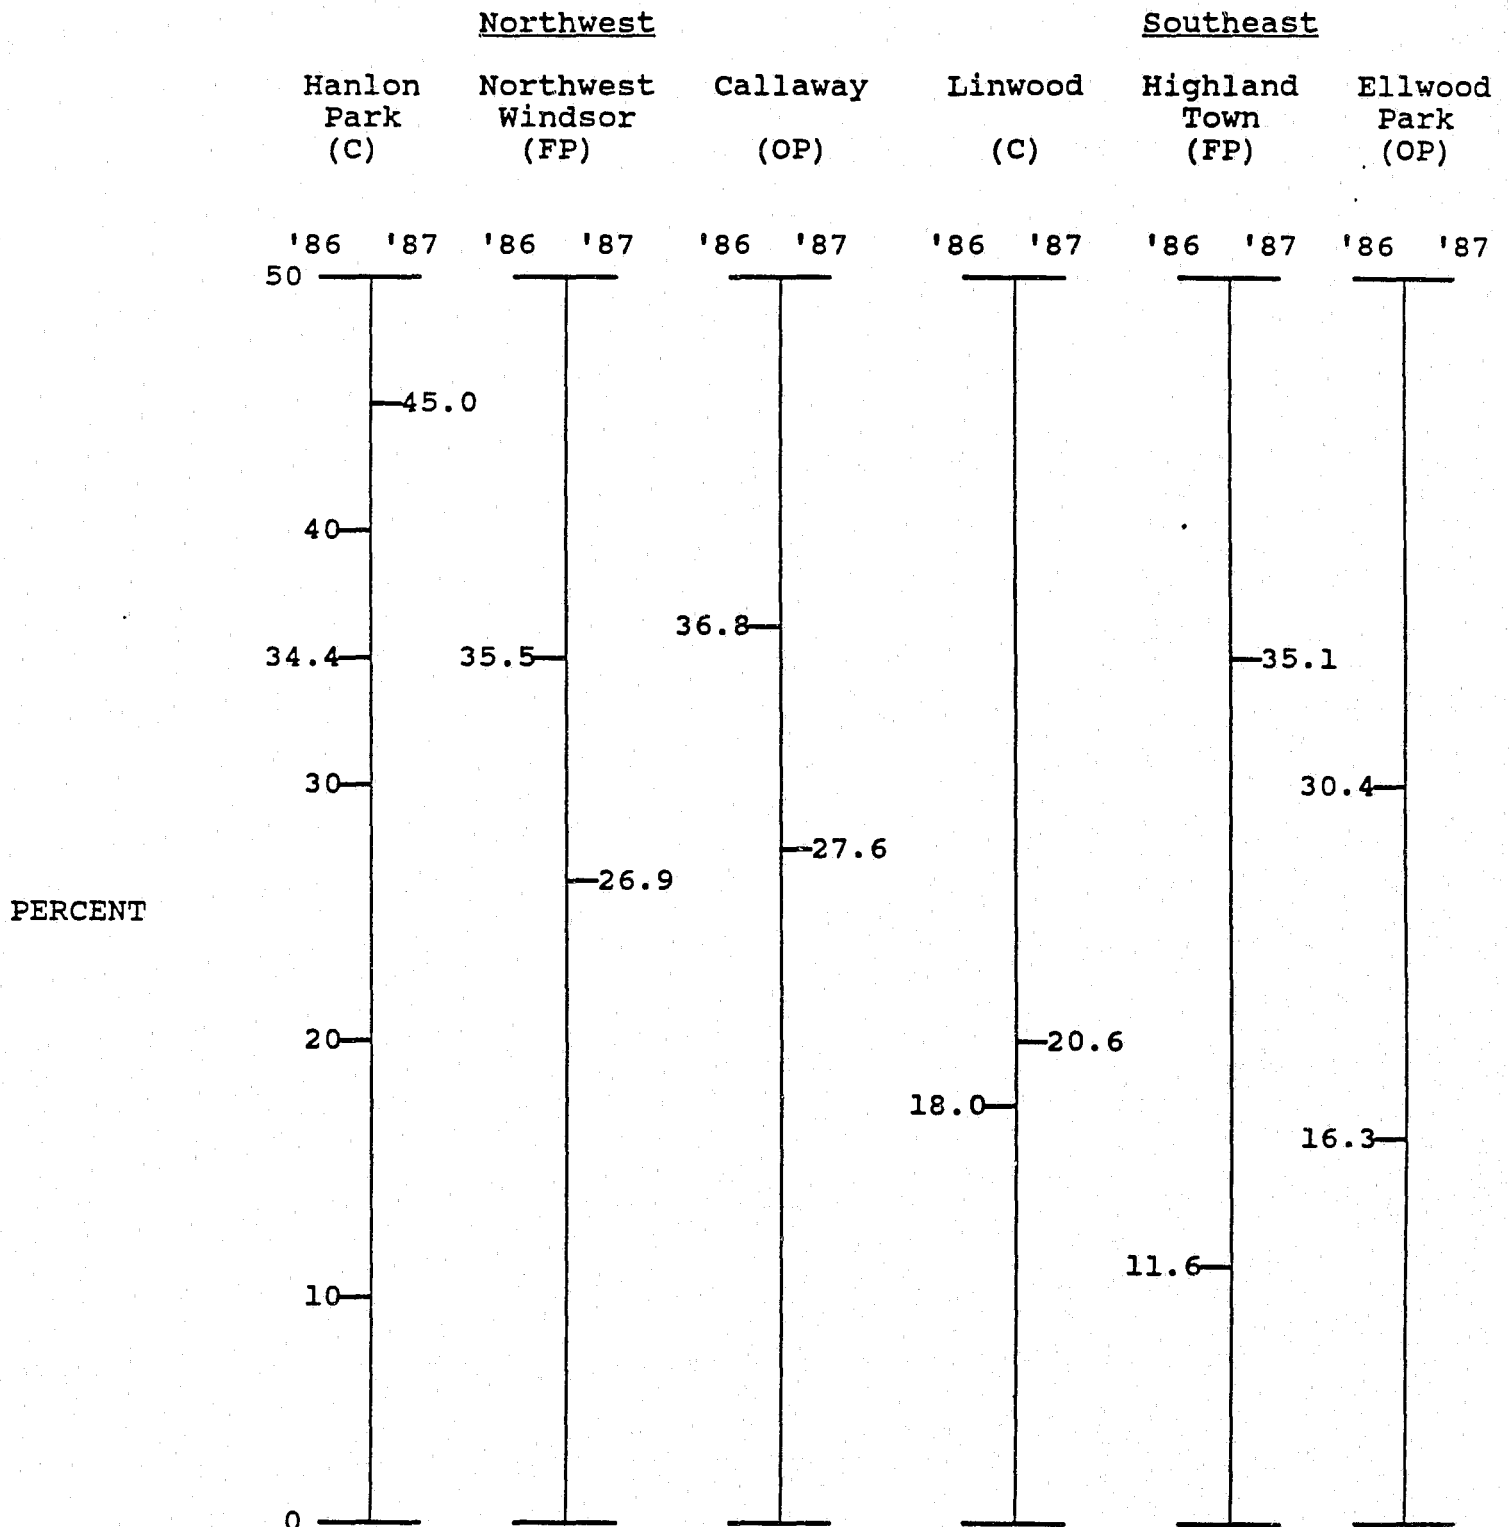 Northwest Southeast
Hanlon Northwest Callaway Linwood Highland Ellwood
Park Windsor Town Park
(C) (FP) (OP) (C) (FP) (OP)
'86 '87 '86 '87 '86 '87 '86 '87 '86 '87 '86 '87
50
45.0
40
36.8
34.4 35.5 35.1
30 30.4
27.6
26.9
PERCENT
20 20.6
18.0
16.3
11.6
10
0